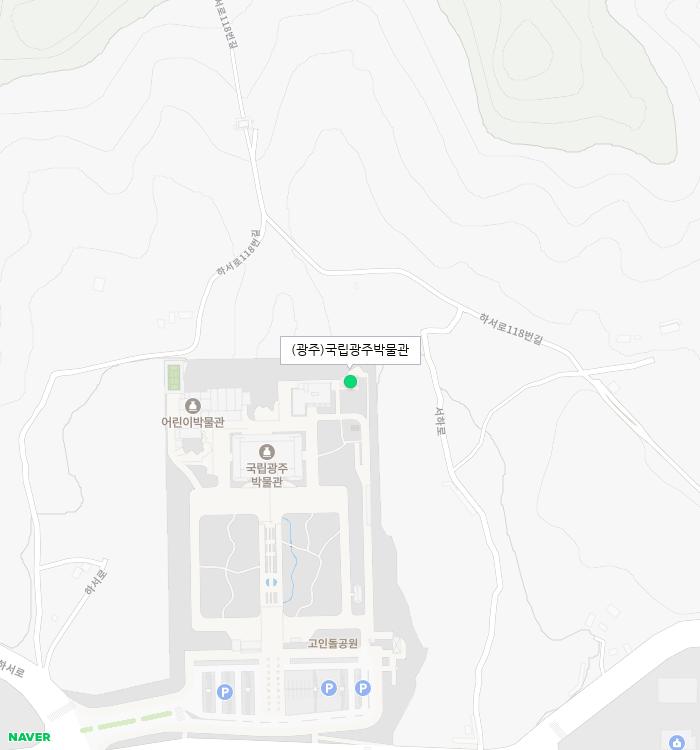 하서로118번길
하서로118번길
하서로118번길
(광주)국립광주박물관
어린이박물관
서하로
국립광주
박물관
하서로
고인돌공원
하서로
P
P
P
NAVER